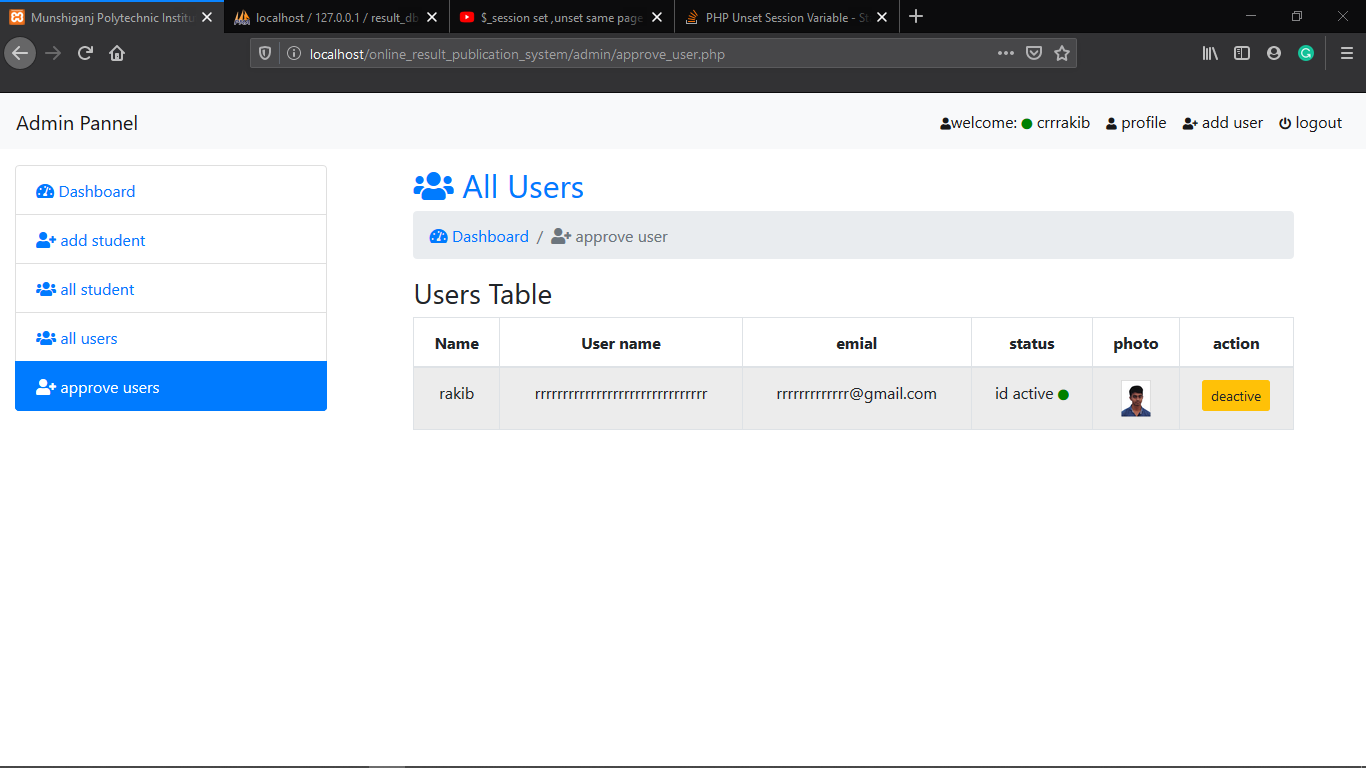 Munshiganj Polytechnic Institu
localhost / 127.0.0.1 / result_db
$_session set ,unset same page
PHP Unset Session Variable - St
localhost/online_result_publication_system/admin/approve_user.php
Admin Pannel
welcome: crrrakib profile add user logout
Dashboard
add student
all student
all users
approve users
All Users
Dashboard / approve user
Users Table
Name User name emial status photo action
rakib rrrrrrrrrrrrrrrrrrrrrrrrrrrrrrr rrrrrrrrrrrrr@gmail.com id active deactive